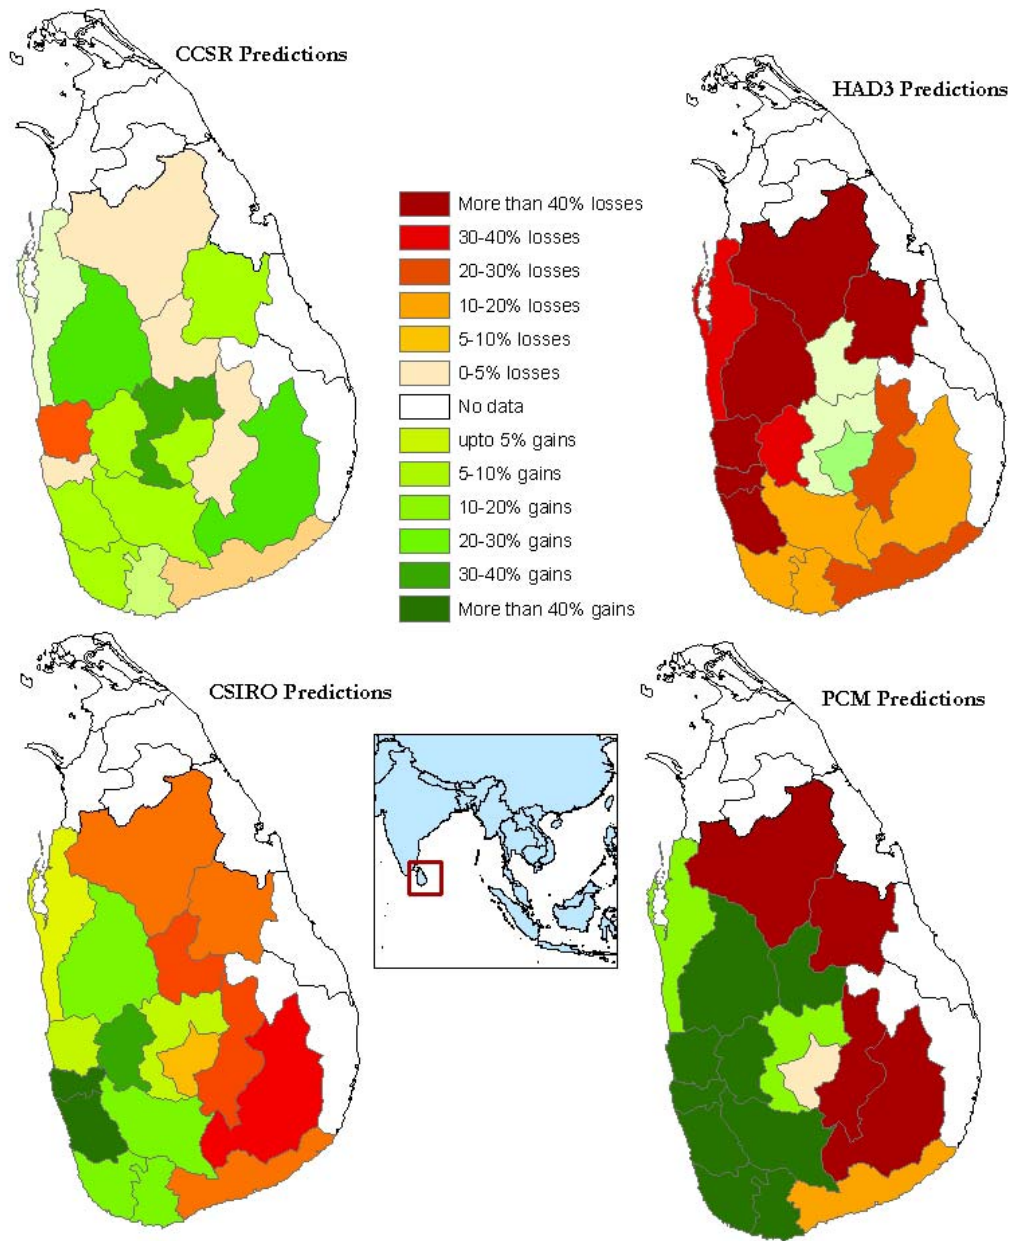 CCSR Predictions
HAD3 Predictions
More than 40% losses
30-40% losses
20-30% losses
10-20% losses
5-10% losses
0-5% losses
No data
upto 5% gains
5-10% gains
10-20% gains
20-30% gains
30-40% gains
More than 40% gains
CSIRO Predictions
PCM Predictions